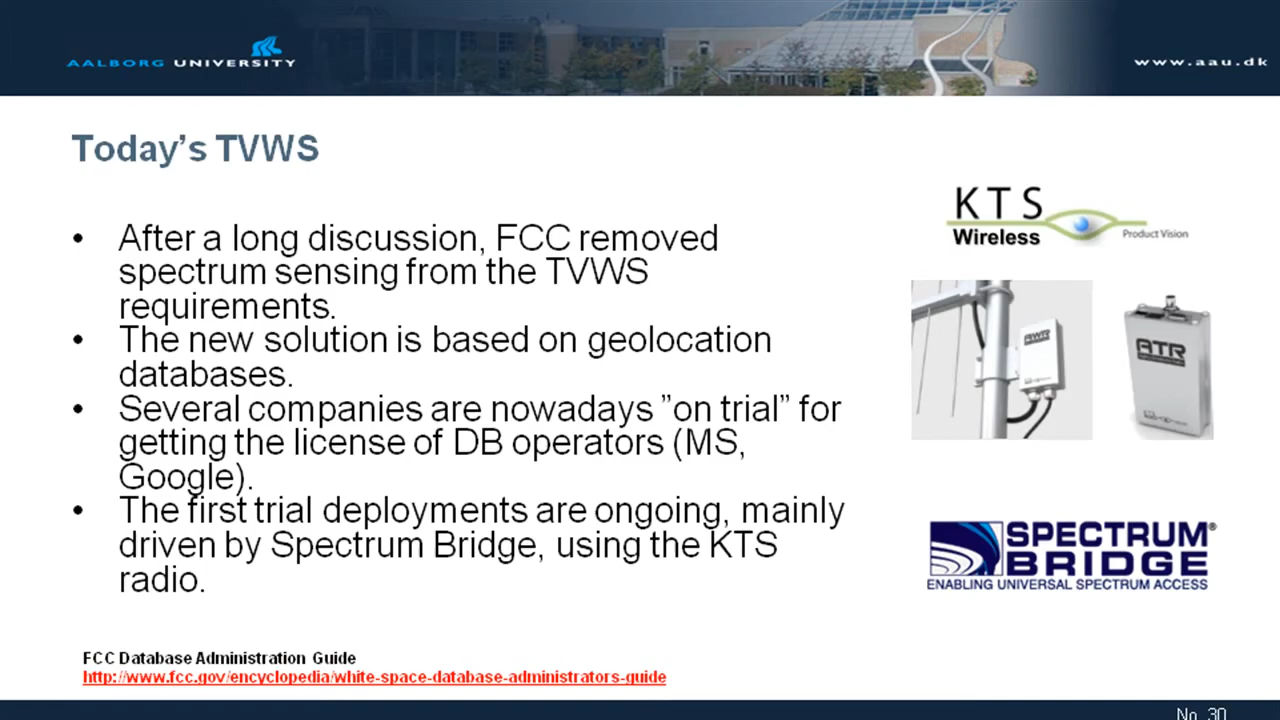 AALBORG UNIVERSITY
www.aau.dk
Today's TVWS
• After a long discussion, FCC removed
spectrum sensing from the TVWS
requirements.
• The new solution is based on geolocation
databases.
• Several companies are nowadays ”on trial” for
getting the license of DB operators (MS,
Google).
• The first trial deployments are ongoing, mainly
driven by Spectrum Bridge, using the KTS
radio.
KTS
Wireless
Product Vision
ATR
SPECTRUM®
BRIDGE
ENABLING UNIVERSAL SPECTRUM ACCESS
FCC Database Administration Guide
http://www.fcc.gov/encyclopedia/white-space-database-administrators-guide
No. 30